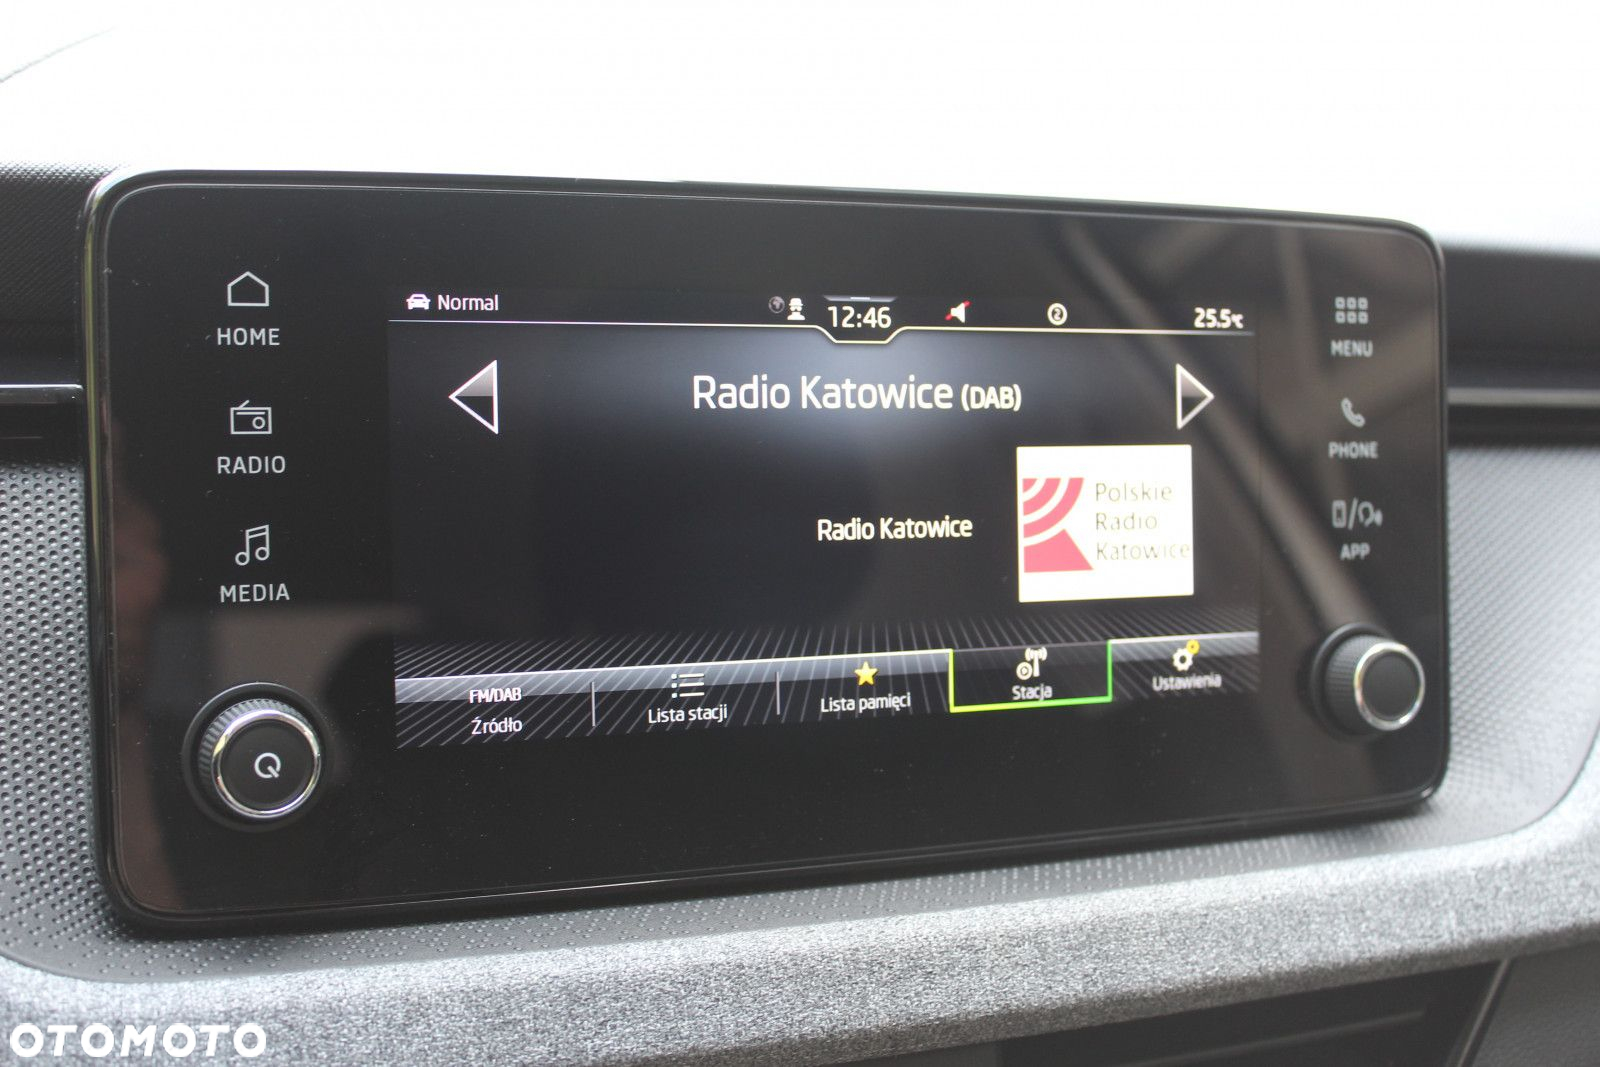 HOME
RADIO
MEDIA
Normal
12:46
2
25.5°C
Radio Katowice (DAB)
Radio Katowice
Polskie
Radio
Katowice
FM/DAB
Źródło
Lista stacji
Lista pamięci
Stacja
Ustawienia
MENU
PHONE
APP
OTOMOTO